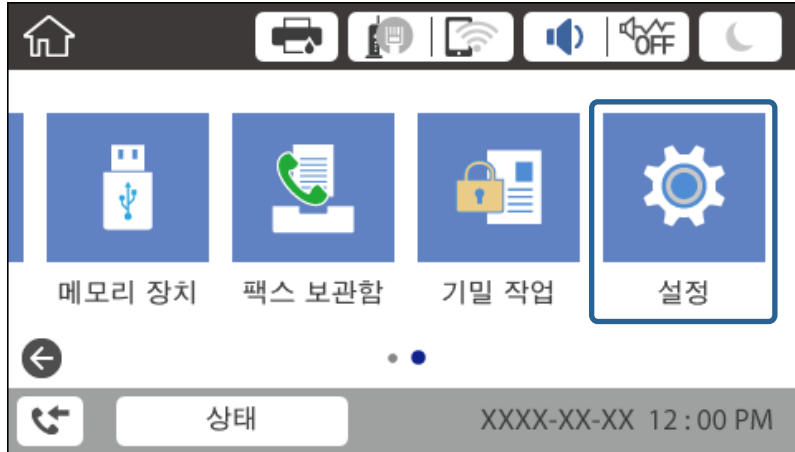 OFF
메모리 장치
팩스 보관함
기밀 작업
설정
상태
XXXX-XX-XX 12:00 PM